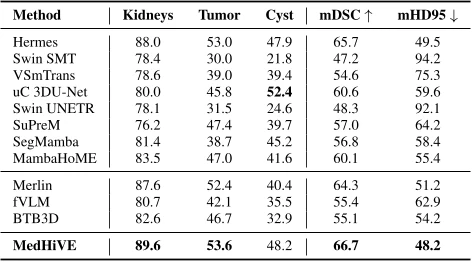 Method Kidneys Tumor Cyst mDSC ↑ mHD95 ↓
Hermes 88.0 53.0 47.9 65.7 49.5
Swin SMT 78.4 30.0 21.8 47.2 94.2
VSmTrans 78.6 39.0 39.4 54.6 75.3
uC 3DU-Net 80.0 45.8 52.4 60.6 59.6
Swin UNETR 78.1 31.5 24.6 48.3 92.1
SuPreM 76.2 47.4 39.7 57.0 64.2
SegMamba 81.4 38.7 45.2 56.8 58.4
MambaHoME 83.5 47.0 41.6 60.1 55.4
Merlin 87.6 52.4 40.4 64.3 51.2
fVLM 80.7 42.1 35.5 55.4 62.9
BTB3D 82.6 46.7 32.9 55.1 54.2
MedHiVE 89.6 53.6 48.2 66.7 48.2